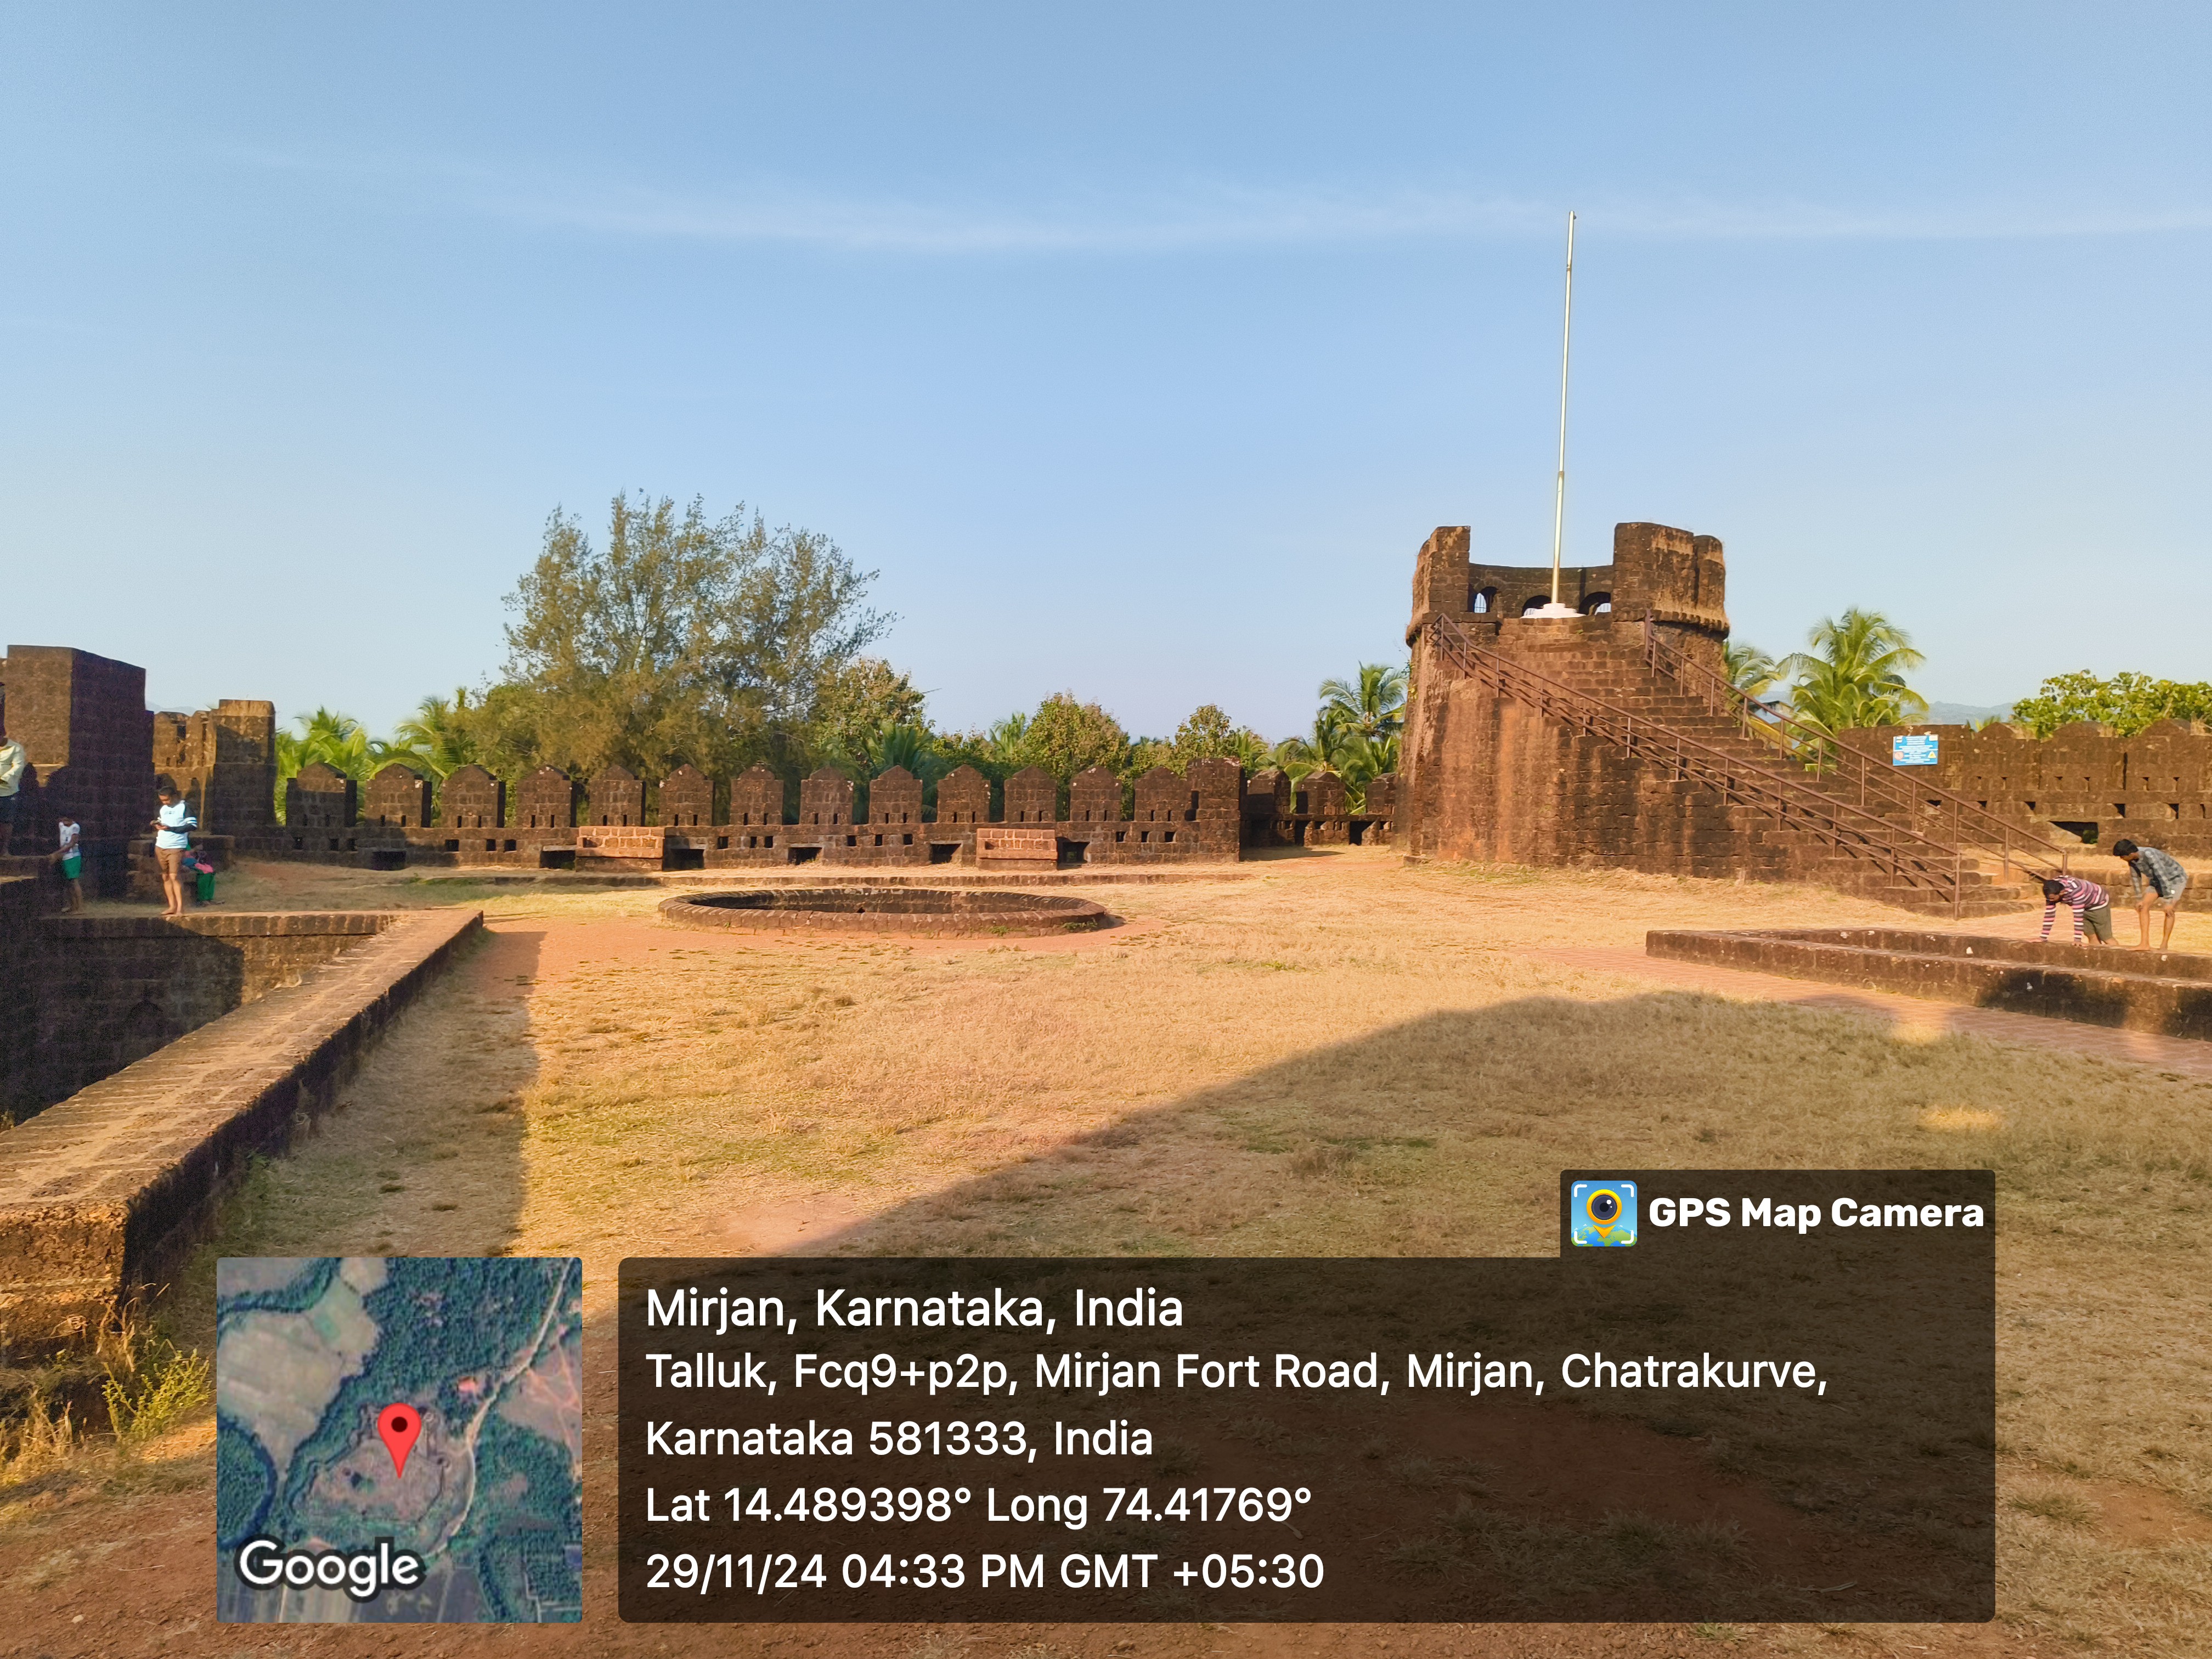 GPS Map Camera
Mirjan, Karnataka, India
Talluk, Fcq9+p2p, Mirjan Fort Road, Mirjan, Chatrakurve,
Karnataka 581333, India
Lat 14.489398° Long 74.41769°
29/11/24 04:33 PM GMT +05:30
Google